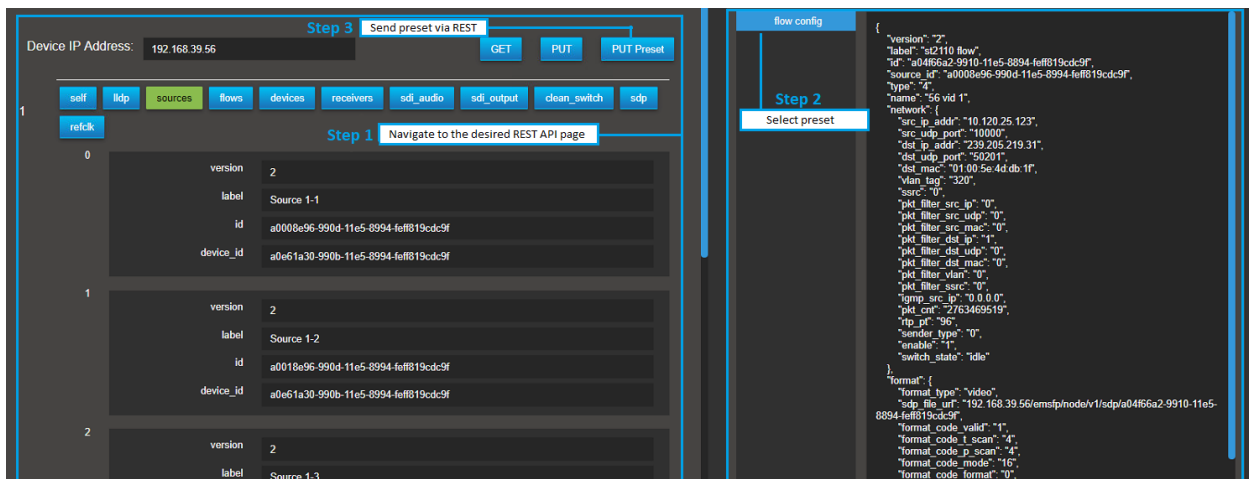 Step 3 Send preset via REST
Device IP Address: 192.168.39.56 GET PUT PUT Preset
self lldp sources flows devices receivers sdi_audio sdi_output clean_switch sdp
1
refclk
Step 1 Navigate to the desired REST API page
0
version 2
label Source 1-1
id a0008e96-990d-11e5-8994-feff819cdc9f
device_id a0e61a30-990b-11e5-8994-feff819cdc9f
1
version 2
label Source 1-2
id a0018e96-990d-11e5-8994-feff819cdc9f
device_id a0e61a30-990b-11e5-8994-feff819cdc9f
2
version 2
label Source 1-3
flow config
Step 2
Select preset
{
"version": "2",
"label": "st2110 flow",
"id": "a04f66a2-9910-11e5-8894-feff819cdc9f",
"source_id": "a0008e96-990d-11e5-8994-feff819cdc9f",
"type": "4",
"name": "56 vid 1",
"network": {
"src_ip_addr": "10.120.25.123",
"src_udp_port": "10000",
"dst_ip_addr": "239.205.219.31",
"dst_udp_port": "50201",
"dst_mac": "01:00:5e:4d:db:1f",
"vlan_tag": "320",
"ssrc": "0",
"pkt_filter_src_ip": "0",
"pkt_filter_src_udp": "0",
"pkt_filter_src_mac": "0",
"pkt_filter_dst_ip": "1",
"pkt_filter_dst_udp": "0",
"pkt_filter_dst_mac": "0",
"pkt_filter_vlan": "0",
"pkt_filter_ssrc": "0",
"igmp_src_ip": "0.0.0.0",
"pkt_cnt": "2763469519",
"rtp_pt": "96",
"sender_type": "0",
"enable": "1",
"switch_state": "idle"
},
"format": {
"format_type": "video",
"sdp_file_url": "192.168.39.56/emsfp/node/v1/sdp/a04f66a2-9910-11e5-
8894-feff819cdc9f",
"format_code_valid": "1",
"format_code_t_scan": "4",
"format_code_p_scan": "4",
"format_code_mode": "16",
"format_code_format": "0",